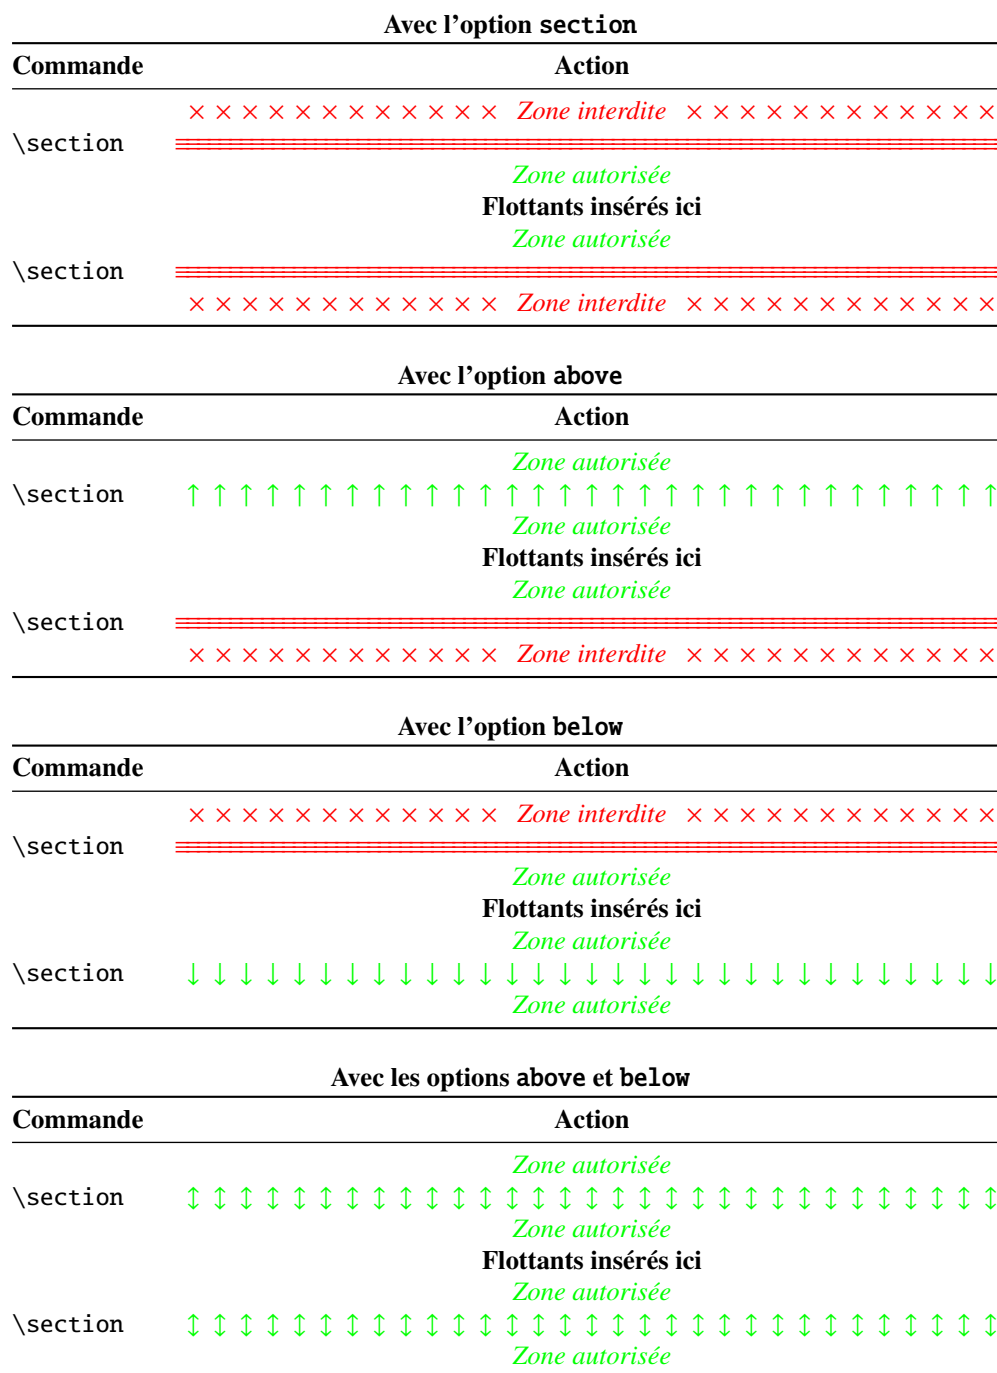 Avec l'option section
Commande Action
× × × × × × × × × × × × Zone interdite × × × × × × × × × × × ×
\section
Zone autorisée
Flottants insérés ici
Zone autorisée
\section
× × × × × × × × × × × × Zone interdite × × × × × × × × × × × ×
Avec l'option above
Commande Action
Zone autorisée
\section ↑ ↑ ↑ ↑ ↑ ↑ ↑ ↑ ↑ ↑ ↑ ↑ ↑ ↑ ↑ ↑ ↑ ↑ ↑ ↑ ↑ ↑ ↑ ↑ ↑ ↑ ↑ ↑ ↑ ↑ ↑
Zone autorisée
Flottants insérés ici
Zone autorisée
\section
× × × × × × × × × × × × Zone interdite × × × × × × × × × × × ×
Avec l'option below
Commande Action
× × × × × × × × × × × × Zone interdite × × × × × × × × × × × ×
\section
Zone autorisée
Flottants insérés ici
Zone autorisée
\section ↓ ↓ ↓ ↓ ↓ ↓ ↓ ↓ ↓ ↓ ↓ ↓ ↓ ↓ ↓ ↓ ↓ ↓ ↓ ↓ ↓ ↓ ↓ ↓ ↓ ↓ ↓ ↓ ↓ ↓ ↓
Zone autorisée
Avec les options above et below
Commande Action
Zone autorisée
\section ↕ ↕ ↕ ↕ ↕ ↕ ↕ ↕ ↕ ↕ ↕ ↕ ↕ ↕ ↕ ↕ ↕ ↕ ↕ ↕ ↕ ↕ ↕ ↕ ↕ ↕ ↕ ↕ ↕ ↕ ↕
Zone autorisée
Flottants insérés ici
Zone autorisée
\section ↕ ↕ ↕ ↕ ↕ ↕ ↕ ↕ ↕ ↕ ↕ ↕ ↕ ↕ ↕ ↕ ↕ ↕ ↕ ↕ ↕ ↕ ↕ ↕ ↕ ↕ ↕ ↕ ↕ ↕ ↕
Zone autorisée